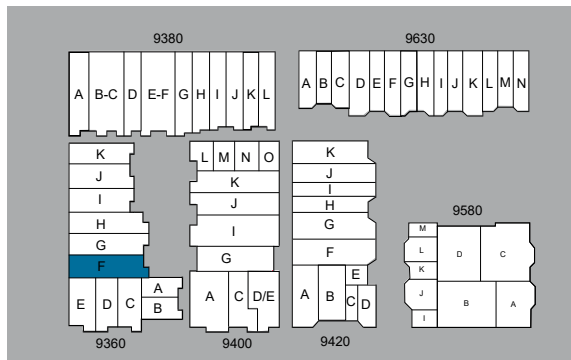 9380
9630
A B-C D E-F G H I J K L
A B C D E F G H I J K L M N
K
J
I
H
G
F
E D C
A
B
9360
L M N O
K
J
I
G
A C D/E
9400
K
J
I
H
G
F
E
A B C D
9420
9580
M
L
K
J
I
D C
B A